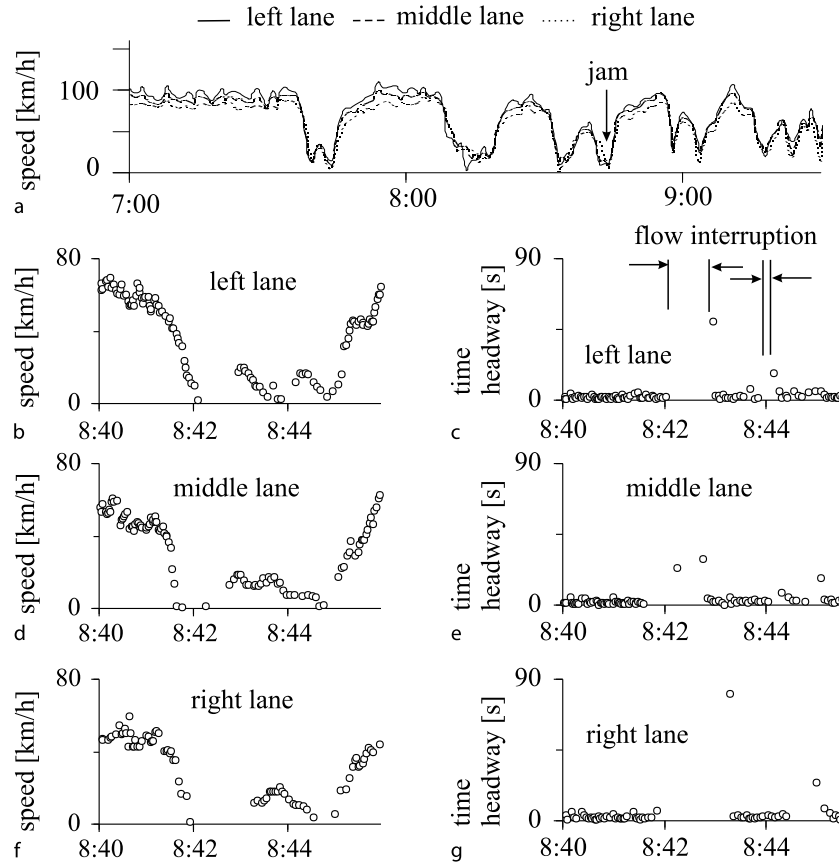 left lane middle lane right lane
speed [km/h]
100
0
jam
7:00 8:00 9:00
a
speed [km/h]
80
0
left lane
8:40 8:42 8:44
b
flow interruption
time
headway [s]
90
0
left lane
8:40 8:42 8:44
c
speed [km/h]
80
0
middle lane
8:40 8:42 8:44
d
time
headway [s]
90
0
middle lane
8:40 8:42 8:44
e
speed [km/h]
80
0
right lane
8:40 8:42 8:44
f
time
headway [s]
90
0
right lane
8:40 8:42 8:44
g